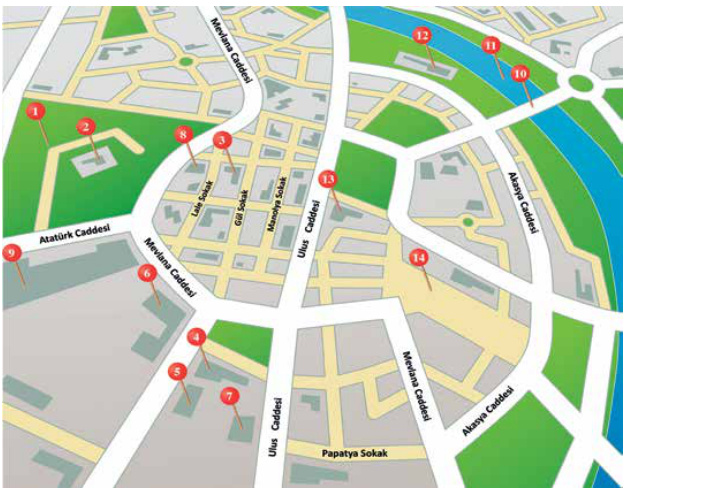 Mevlana Caddesi
12
11
10
1
2
8
3
13
Akasya Caddesi
Lale Sokak
Gül Sokak
Manolya Sokak
Ulus Caddesi
Atatürk Caddesi
9
Mevlana Caddesi
6
14
4
5
7
Mevlana Caddesi
Akasya Caddesi
Ulus Caddesi
Papatya Sokak